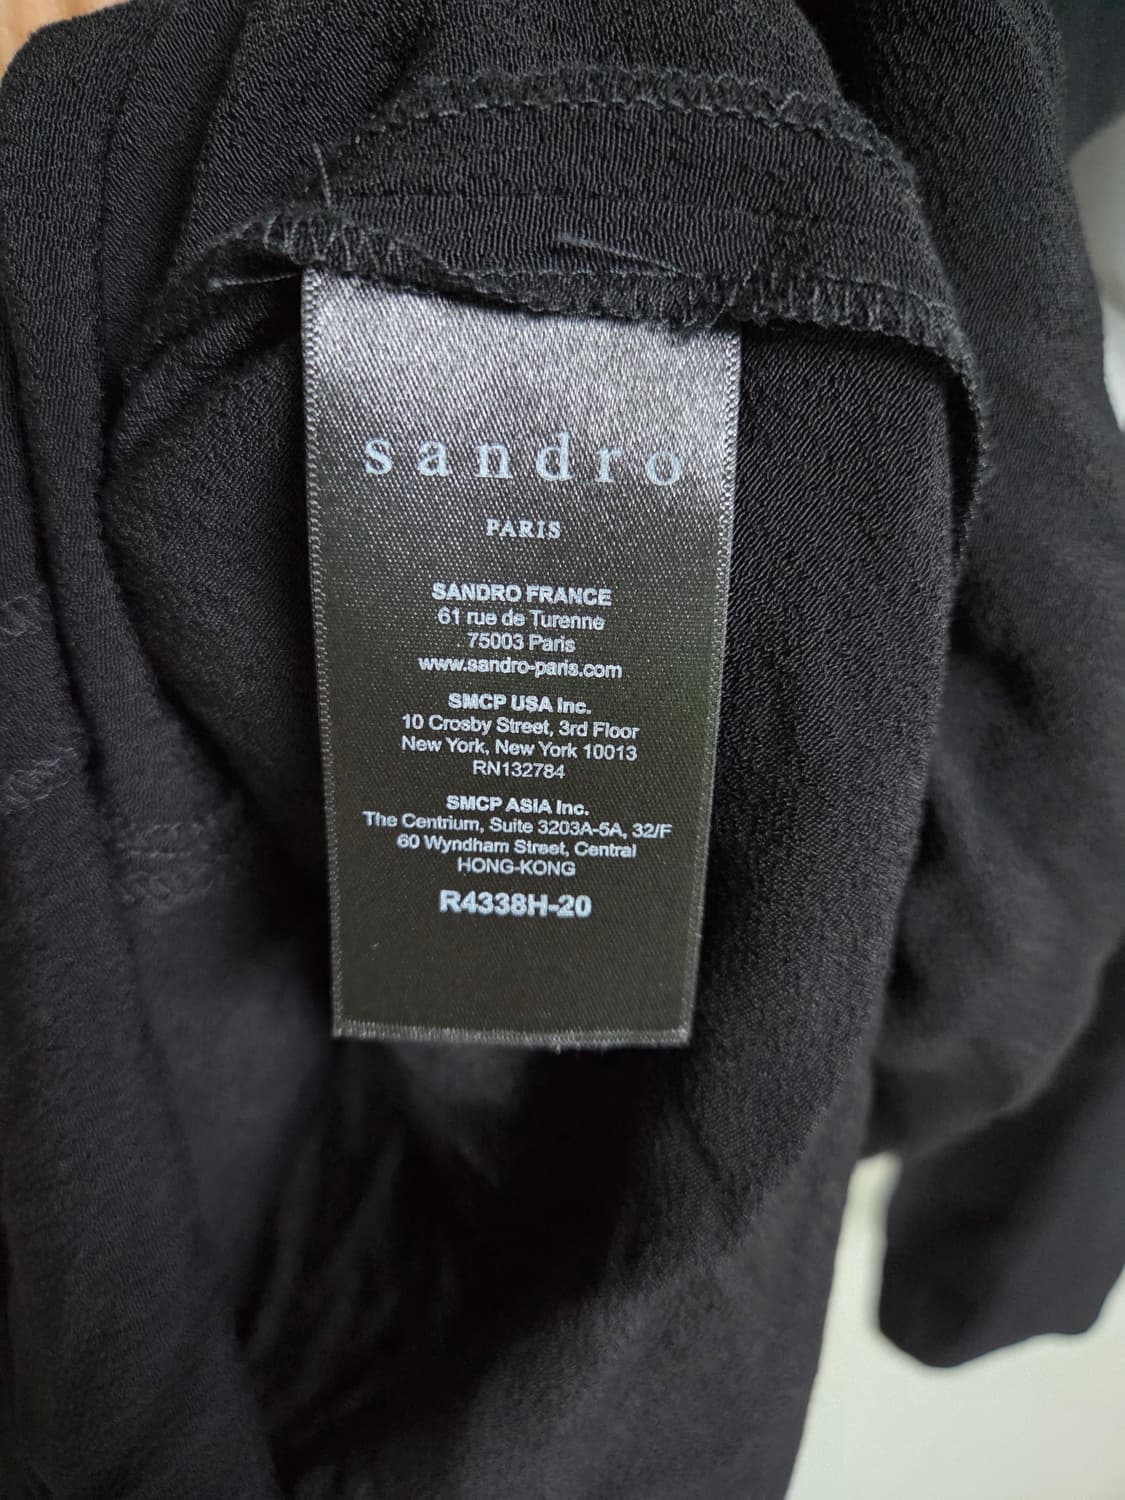 sandro
PARIS
SANDRO FRANCE
61 rue de Turenne
75003 Paris
www.sandro-paris.com
SMCP USA Inc.
10 Crosby Street, 3rd Floor
New York, New York 10013
RN132784
SMCP ASIA Inc.
The Centrium, Suite 3203A-5A, 32/F
60 Wyndham Street, Central
HONG-KONG
R4338H-20